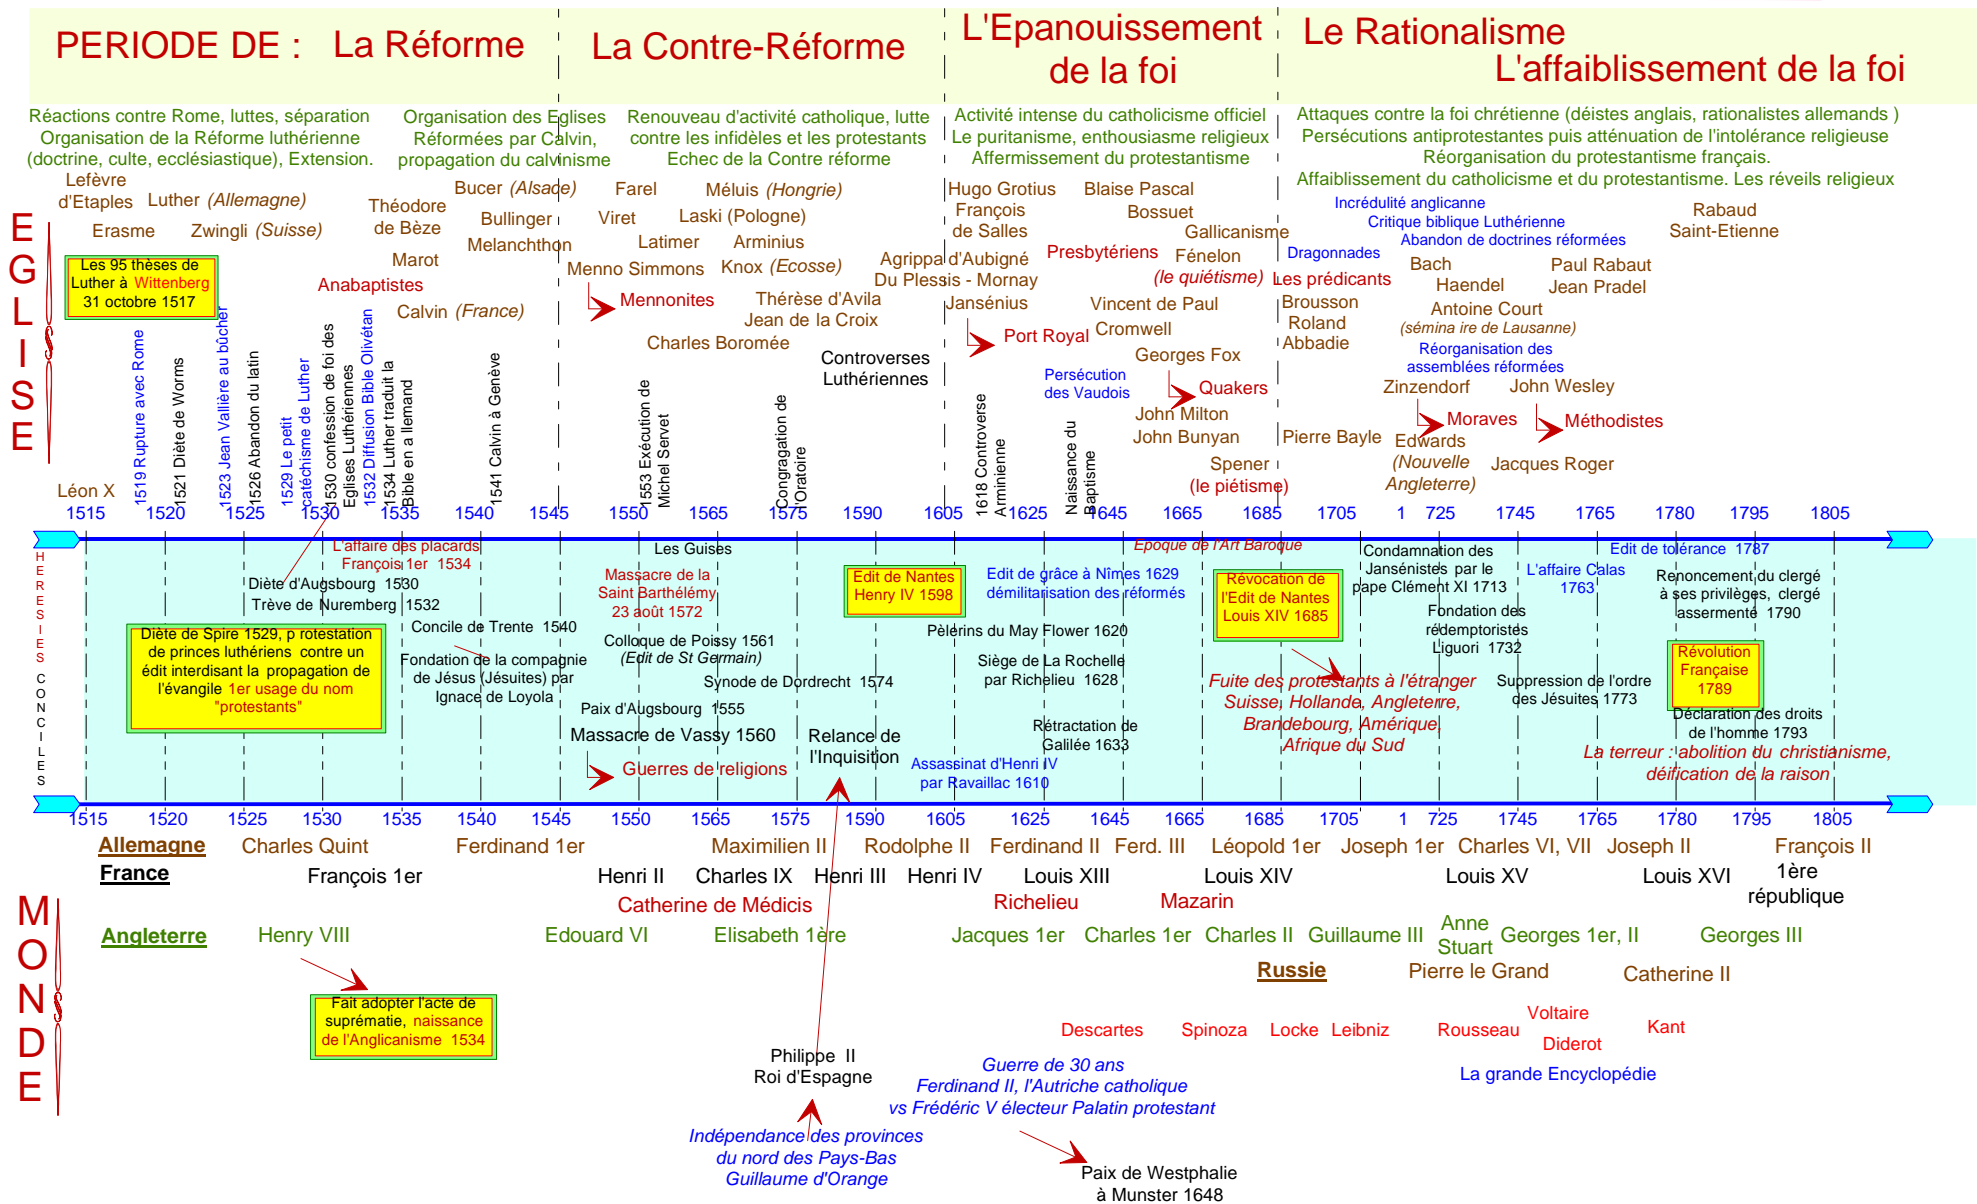 PERIODE DE : La Réforme
La Contre-Réforme
L'Epanouissement
de la foi
Le Rationalisme
L'affaiblissement de la foi
Réactions contre Rome, luttes, séparation
Organisation de la Réforme luthérienne
(doctrine, culte, ecclésiastique), Extension.
Organisation des Eglises
Réformées par Calvin,
propagation du calvinisme
Renouveau d'activité catholique, lutte
contre les infidèles et les protestants
Echec de la Contre réforme
Activité intense du catholicisme officiel
Le puritanisme, enthousiasme religieux
Affermissement du protestantisme
Attaques contre la foi chrétienne (déistes anglais, rationalistes allemands )
Persécutions antiprotestantes puis atténuation de l'intolérance religieuse
Réorganisation du protestantisme français.
Affaiblissement du catholicisme et du protestantisme. Les réveils religieux
EGLISE
Lefèvre
d'Etaples
Luther (Allemagne)
Erasme
Zwingli (Suisse)
Les 95 thèses de
Luther à Wittenberg
31 octobre 1517
Théodore
de Bèze
Marot
Anabaptistes
Calvin (France)
Bucer (Alsace)
Bullinger
Melanchthon
Farel
Viret
Latimer
Menno Simmons
Mennonites
Méluis (Hongrie)
Laski (Pologne)
Arminius
Knox (Ecosse)
Thérèse d'Avila
Jean de la Croix
Charles Boromée
Controverses
Luthériennes
Hugo Grotius
François
de Salles
Agrippa d'Aubigné
Du Plessis - Mornay
Jansénius
Port Royal
Blaise Pascal
Bossuet
Gallicanisme
Presbytériens
Fénelon
(le quiétisme)
Vincent de Paul
Cromwell
Georges Fox
Quakers
Persécution
des Vaudois
John Milton
John Bunyan
Spener
(le piétisme)
Incrédulité anglicanne
Critique biblique Luthérienne
Abandon de doctrines réformées
Dragonnades
Les prédicants
Brousson
Roland
Abbadie
Pierre Bayle
Bach
Haendel
Antoine Court
(sémina ire de Lausanne)
Réorganisation des
assemblées réformées
Zinzendorf
Moraves
Edwards
(Nouvelle
Angleterre)
Rabaud
Saint-Etienne
Paul Rabaut
Jean Pradel
John Wesley
Méthodistes
Jacques Roger
Léon X
1519 Rupture avec Rome
1521 Diète de Worms
1523 Jean Vallière au bûcher
1526 Abandon du latin
1529 Le petit
catéchisme de Luther
1530 confession de foi des
Eglises Luthériennes
1532 Diffusion Bible Olivétan
1534 Luther traduit la
Bible en a llemand
1541 Calvin à Genève
1553 Exécution de
Michel Servet
Congragation de
l'Oratoire
1618 Controverse
Arminienne
Naissance du
Baptisme
1515 1520 1525 1530 1535 1540 1545 1550 1565 1575 1590 1605 1625 1645 1665 1685 1705 1 725 1745 1765 1780 1795 1805
HERESIES CONCILES
L'affaire des placards
François 1er 1534
Diète d'Augsbourg 1530
Trève de Nuremberg 1532
Diète de Spire 1529, p rotestation
de princes luthériens contre un
édit interdisant la propagation de
l'évangile 1er usage du nom
"protestants"
Concile de Trente 1540
Fondation de la compagnie
de Jésus (Jésuites) par
Ignace de Loyola
Les Guises
Massacre de la
Saint Barthélémy
23 août 1572
Colloque de Poissy 1561
(Edit de St Germain)
Synode de Dordrecht 1574
Paix d'Augsbourg 1555
Massacre de Vassy 1560
Guerres de religions
Relance de
l'Inquisition
Edit de Nantes
Henry IV 1598
Edit de grâce à Nîmes 1629
démilitarisation des réformés
Pèlerins du May Flower 1620
Siège de La Rochelle
par Richelieu 1628
Rétractation de
Galilée 1633
Assassinat d'Henri IV
par Ravaillac 1610
Epoque de l'Art Baroque
Révocation de
l'Edit de Nantes
Louis XIV 1685
Fuite des protestants à l'étranger
Suisse, Hollande, Angleterre,
Brandebourg, Amérique,
Afrique du Sud
Condamnation des
Jansénistes par le
pape Clément XI 1713
Fondation des
rédemptoristes
Liguori 1732
Edit de tolérance 1787
L'affaire Calas
1763
Suppression de l'ordre
des Jésuites 1773
Renoncement du clergé
à ses privilèges, clergé
assermenté 1790
Révolution
Française
1789
Déclaration des droits
de l'homme 1793
La terreur : abolition du christianisme,
déification de la raison
1515 1520 1525 1530 1535 1540 1545 1550 1565 1575 1590 1605 1625 1645 1665 1685 1705 1 725 1745 1765 1780 1795 1805
MONDE
Allemagne Charles Quint Ferdinand 1er Maximilien II Rodolphe II Ferdinand II Ferd. III Léopold 1er Joseph 1er Charles VI, VII Joseph II François II
France François 1er Henri II Charles IX Henri III Henri IV Louis XIII Louis XIV Louis XV Louis XVI 1ère
république
Catherine de Médicis Richelieu Mazarin
Angleterre Henry VIII Edouard VI Elisabeth 1ère Jacques 1er Charles 1er Charles II Guillaume III Anne
Stuart Georges 1er, II Georges III
Russie Pierre le Grand Catherine II
Fait adopter l'acte de
suprématie, naissance
de l'Anglicanisme 1534
Descartes Spinoza Locke Leibniz Rousseau Voltaire
Diderot Kant
La grande Encyclopédie
Philippe II
Roi d'Espagne
Guerre de 30 ans
Ferdinand II, l'Autriche catholique
vs Frédéric V électeur Palatin protestant
Indépendance des provinces
du nord des Pays-Bas
Guillaume d'Orange
Paix de Westphalie
à Munster 1648